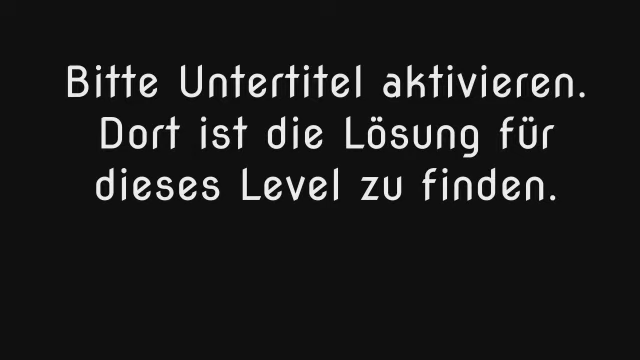 Bitte Untertitel aktivieren.
Dort ist die Lösung für
dieses Level zu finden.